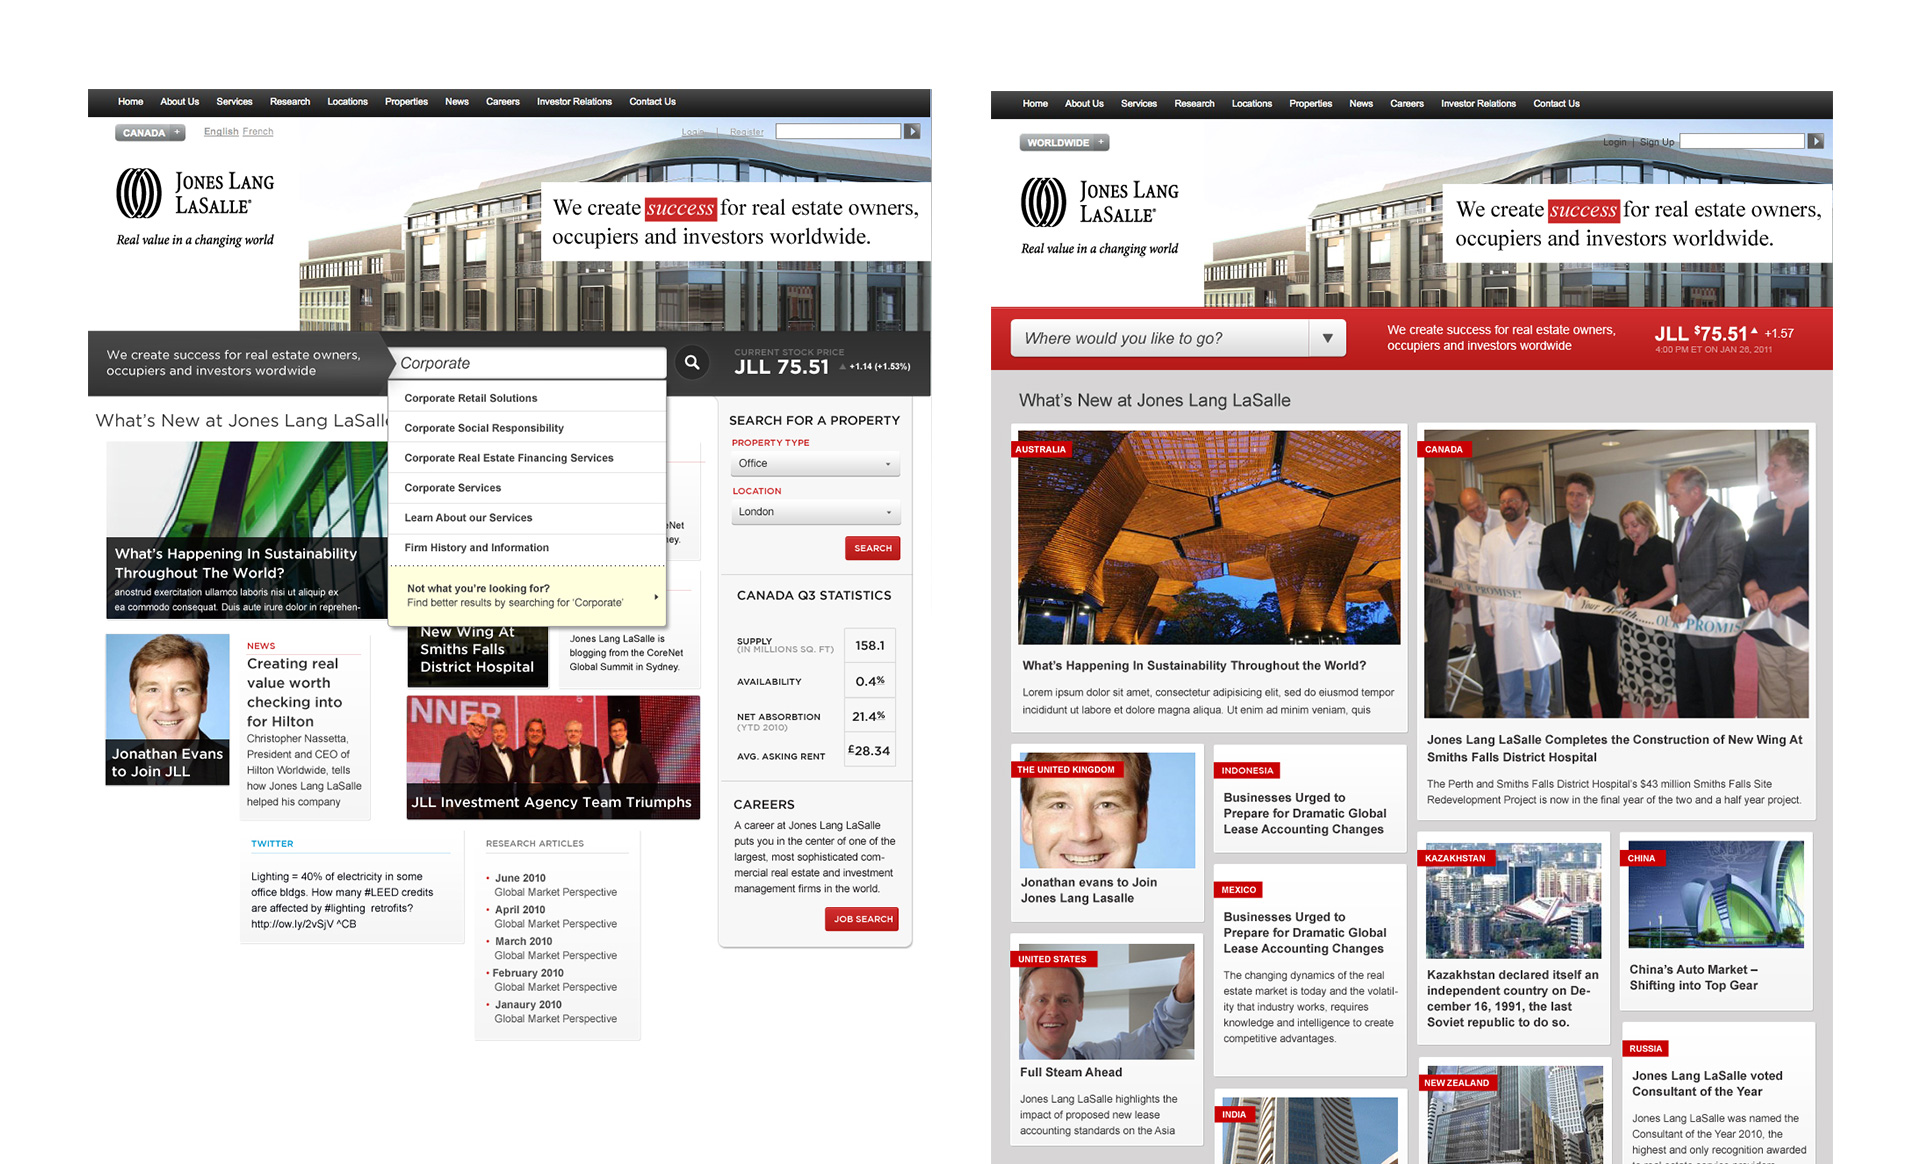 Home About Us Services Research Locations Properties News Careers Investor Relations Contact Us
CANADA +
English French
Login | Register
JONES LANG
LASALLE®
Real value in a changing world
We create success for real estate owners,
occupiers and investors worldwide.
We create success for real estate owners,
occupiers and investors wordwide
Corporate
CURRENT STOCK PRICE
JLL 75.51 +1.14 (+1.53%)
Corporate Retail Solutions
Corporate Social Responsibility
Corporate Real Estate Financing Services
Corporate Services
Learn About our Services
Firm History and Information
Not what you're looking for?
Find better results by searching for 'Corporate'
What's New at Jones Lang LaSalle
What's Happening In Sustainability
Throughout The World?
anostrud exercitation ullamco laboris nisi ut aliquip ex
ea commodo consequat. Duis aute irure dolor in reprehen-
Jonathan Evans
to Join JLL
NEWS
Creating real
value worth
checking into
for Hilton
Christopher Nassetta,
President and CEO of
Hilton Worldwide, tells
how Jones Lang LaSalle
helped his company
New Wing At
Smiths Falls
District Hospital
eNet
ey.
Jones Lang LaSalle is
blogging from the CoreNet
Global Summit in Sydney.
NNER
JLL Investment Agency Team Triumphs
TWITTER
Lighting = 40% of electricity in some
office bldgs. How many #LEED credits
are affected by #lighting retrofits?
http://ow.ly/2vSjV ^CB
RESEARCH ARTICLES
• June 2010
Global Market Perspective
• April 2010
Global Market Perspective
• March 2010
Global Market Perspective
• February 2010
Global Market Perspective
• Janaury 2010
Global Market Perspective
SEARCH FOR A PROPERTY
PROPERTY TYPE
Office
LOCATION
London
SEARCH
CANADA Q3 STATISTICS
SUPPLY
(IN MILLIONS SQ. FT)
158.1
AVAILABILITY
0.4%
NET ABSORBTION
(YTD 2010)
21.4%
AVG. ASKING RENT
£28.34
CAREERS
A career at Jones Lang LaSalle
puts you in the center of one of the
largest, most sophisticated com-
mercial real estate and investment
management firms in the world.
JOB SEARCH
Home About Us Services Research Locations Properties News Careers Investor Relations Contact Us
WORLDWIDE +
Login | Sign Up
JONES LANG
LASALLE®
Real value in a changing world
We create success for real estate owners,
occupiers and investors worldwide.
Where would you like to go?
We create success for real estate owners,
occupiers and investors worldwide
JLL $75.51 +1.57
4:00 PM ET ON JAN 26, 2011
What's New at Jones Lang LaSalle
AUSTRALIA
What's Happening In Sustainability Throughout the World?
Lorem ipsum dolor sit amet, consectetur adipisicing elit, sed do eiusmod tempor
incididunt ut labore et dolore magna aliqua. Ut enim ad minim veniam, quis
CANADA
OUR PROMISE!
Your Health......
OUR PROMIS
Jones Lang LaSalle Completes the Construction of New Wing At
Smiths Falls District Hospital
The Perth and Smiths Falls District Hospital's $43 million Smiths Falls Site
Redevelopment Project is now in the final year of the two and a half year project.
THE UNITED KINGDOM
Jonathan evans to Join
Jones Lang Lasalle
INDONESIA
Businesses Urged to
Prepare for Dramatic Global
Lease Accounting Changes
MEXICO
Businesses Urged to
Prepare for Dramatic Global
Lease Accounting Changes
The changing dynamics of the real
estate market is today and the volatil-
ity that industry works, requires
knowledge and intelligence to create
competitive advantages.
UNITED STATES
Full Steam Ahead
Jones Lang LaSalle highlights the
impact of proposed new lease
accounting standards on the Asia
INDIA
KAZAKHSTAN
Kazakhstan declared itself an
independent country on De-
cember 16, 1991, the last
Soviet republic to do so.
CHINA
China's Auto Market –
Shifting into Top Gear
NEW ZEALAND
RUSSIA
Jones Lang LaSalle voted
Consultant of the Year
Jones Lang LaSalle was named the
Consultant of the Year 2010, the
highest and only recognition awarded